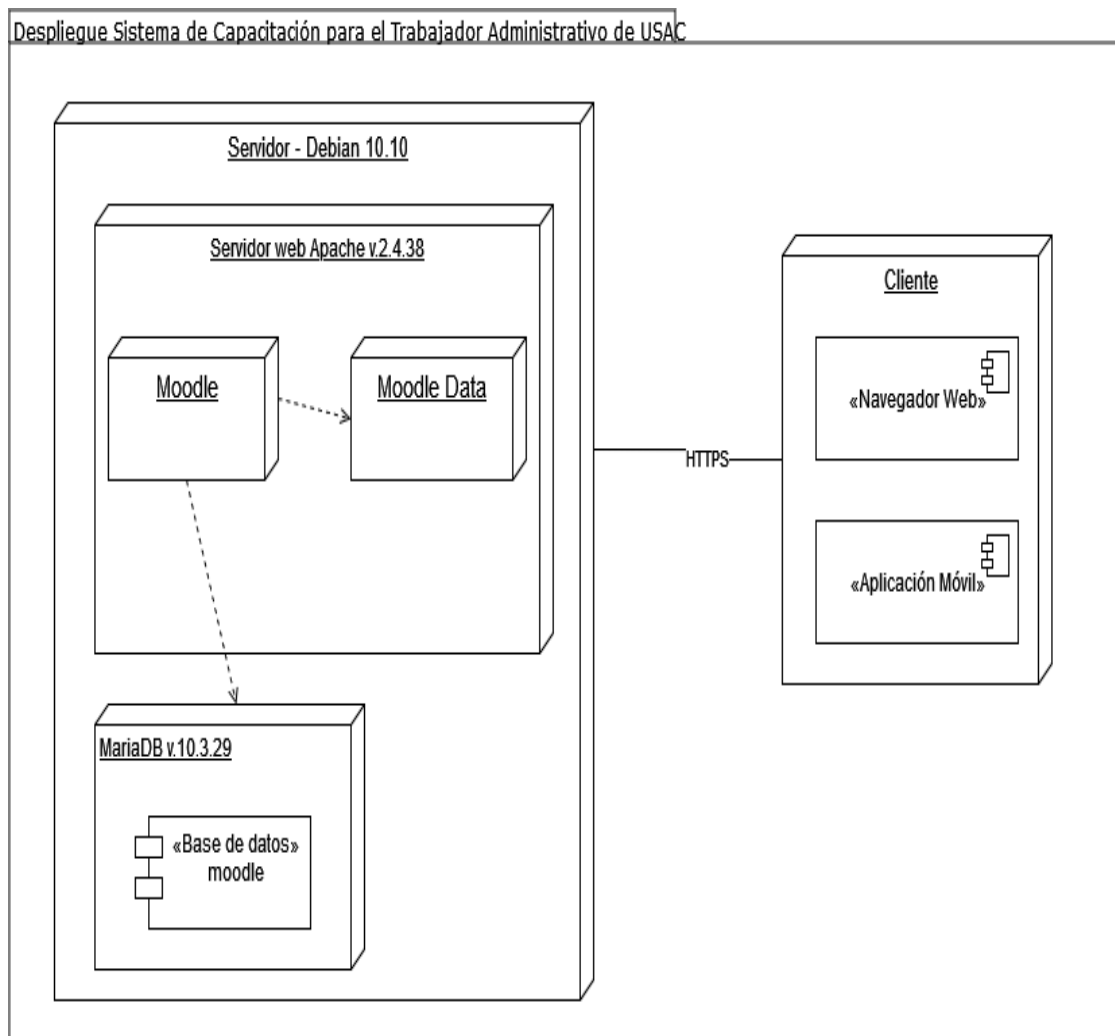 Despliegue Sistema de Capacitación para el Trabajador Administrativo de USAC
Servidor - Debian 10.10
Servidor web Apache v.2.4.38
Moodle
Moodle Data
MariaDB v.10.3.29
«Base de datos»
moodle
HTTPS
Cliente
«Navegador Web»
«Aplicación Móvil»